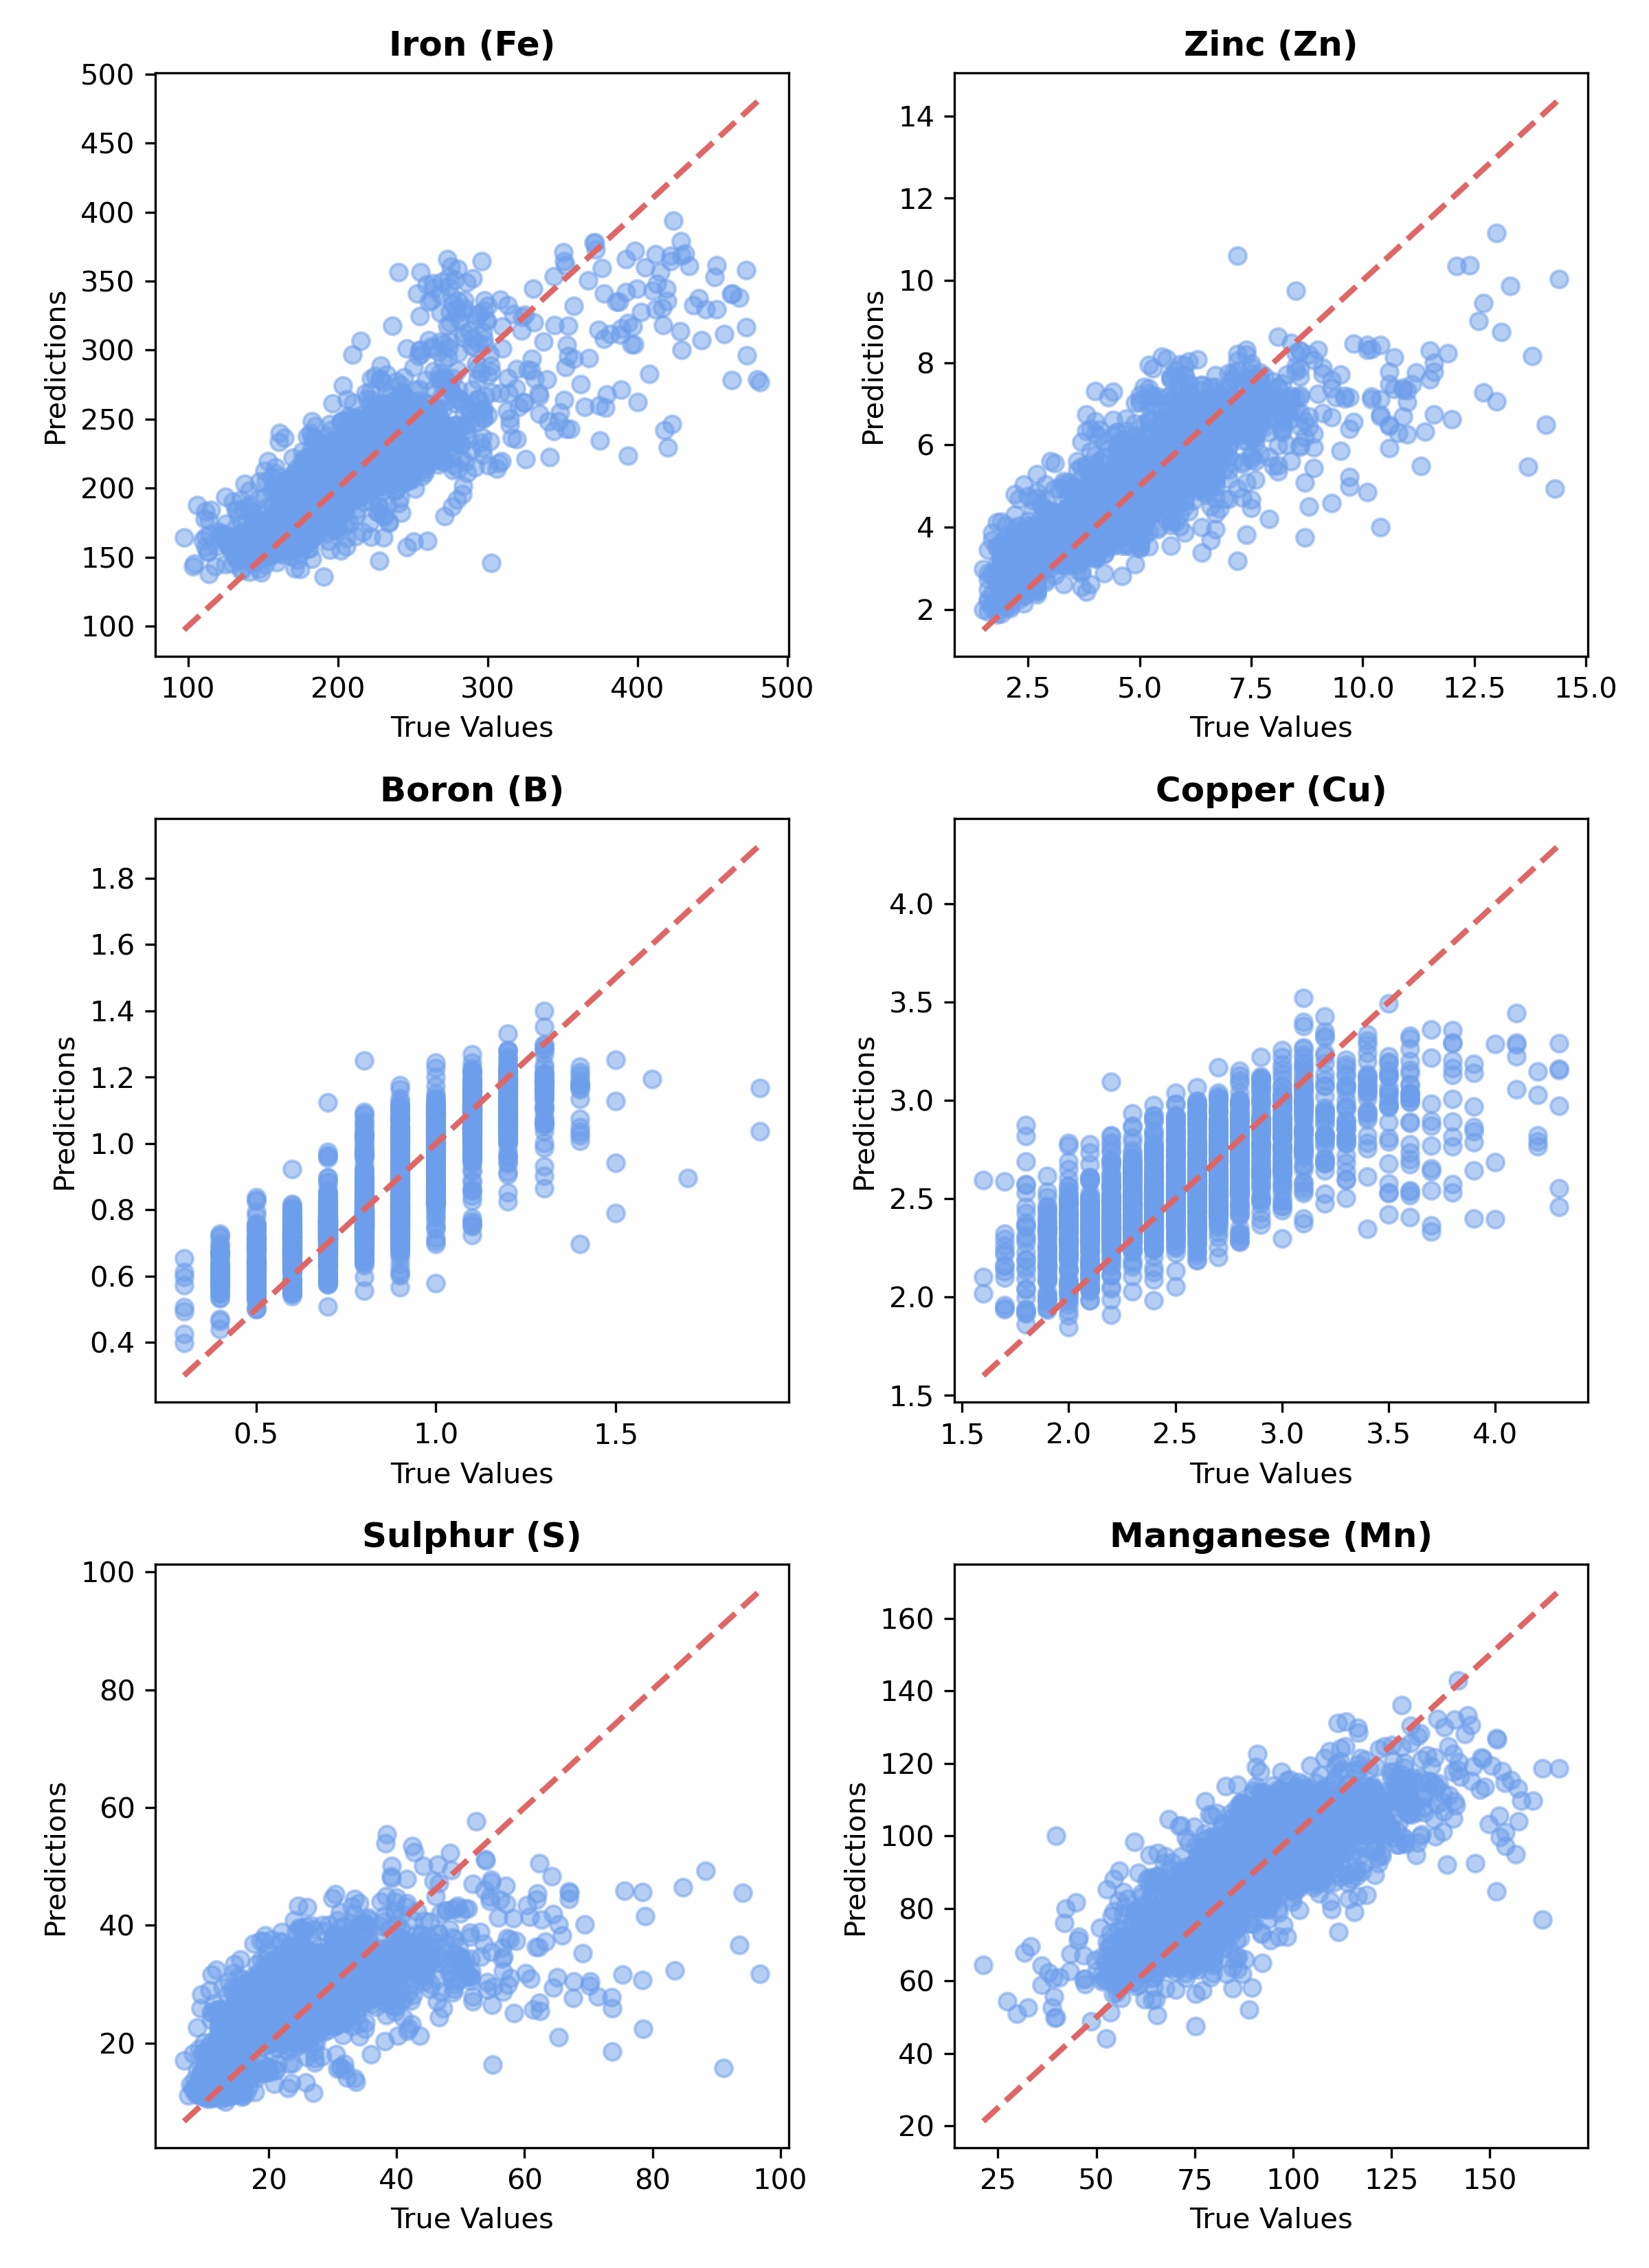 Iron (Fe)
500
450
400
350
300
250
200
150
100
Predictions
100 200 300 400 500
True Values
Zinc (Zn)
14
12
10
8
6
4
2
Predictions
2.5 5.0 7.5 10.0 12.5 15.0
True Values
Boron (B)
1.8
1.6
1.4
1.2
1.0
0.8
0.6
0.4
Predictions
0.5 1.0 1.5
True Values
Copper (Cu)
4.0
3.5
3.0
2.5
2.0
1.5
Predictions
1.5 2.0 2.5 3.0 3.5 4.0
True Values
Sulphur (S)
100
80
60
40
20
Predictions
20 40 60 80 100
True Values
Manganese (Mn)
160
140
120
100
80
60
40
20
Predictions
25 50 75 100 125 150
True Values